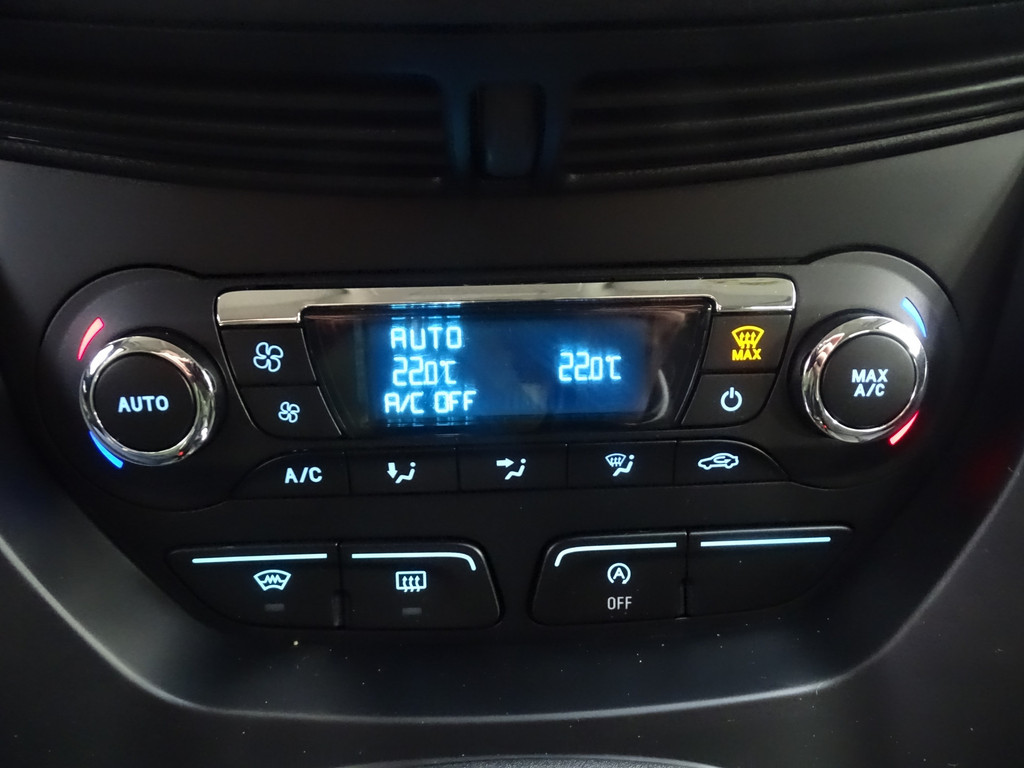 AUTO
22.0℃ 22.0℃
A/C OFF
MAX
AUTO
MAX
A/C
A/C
A
OFF